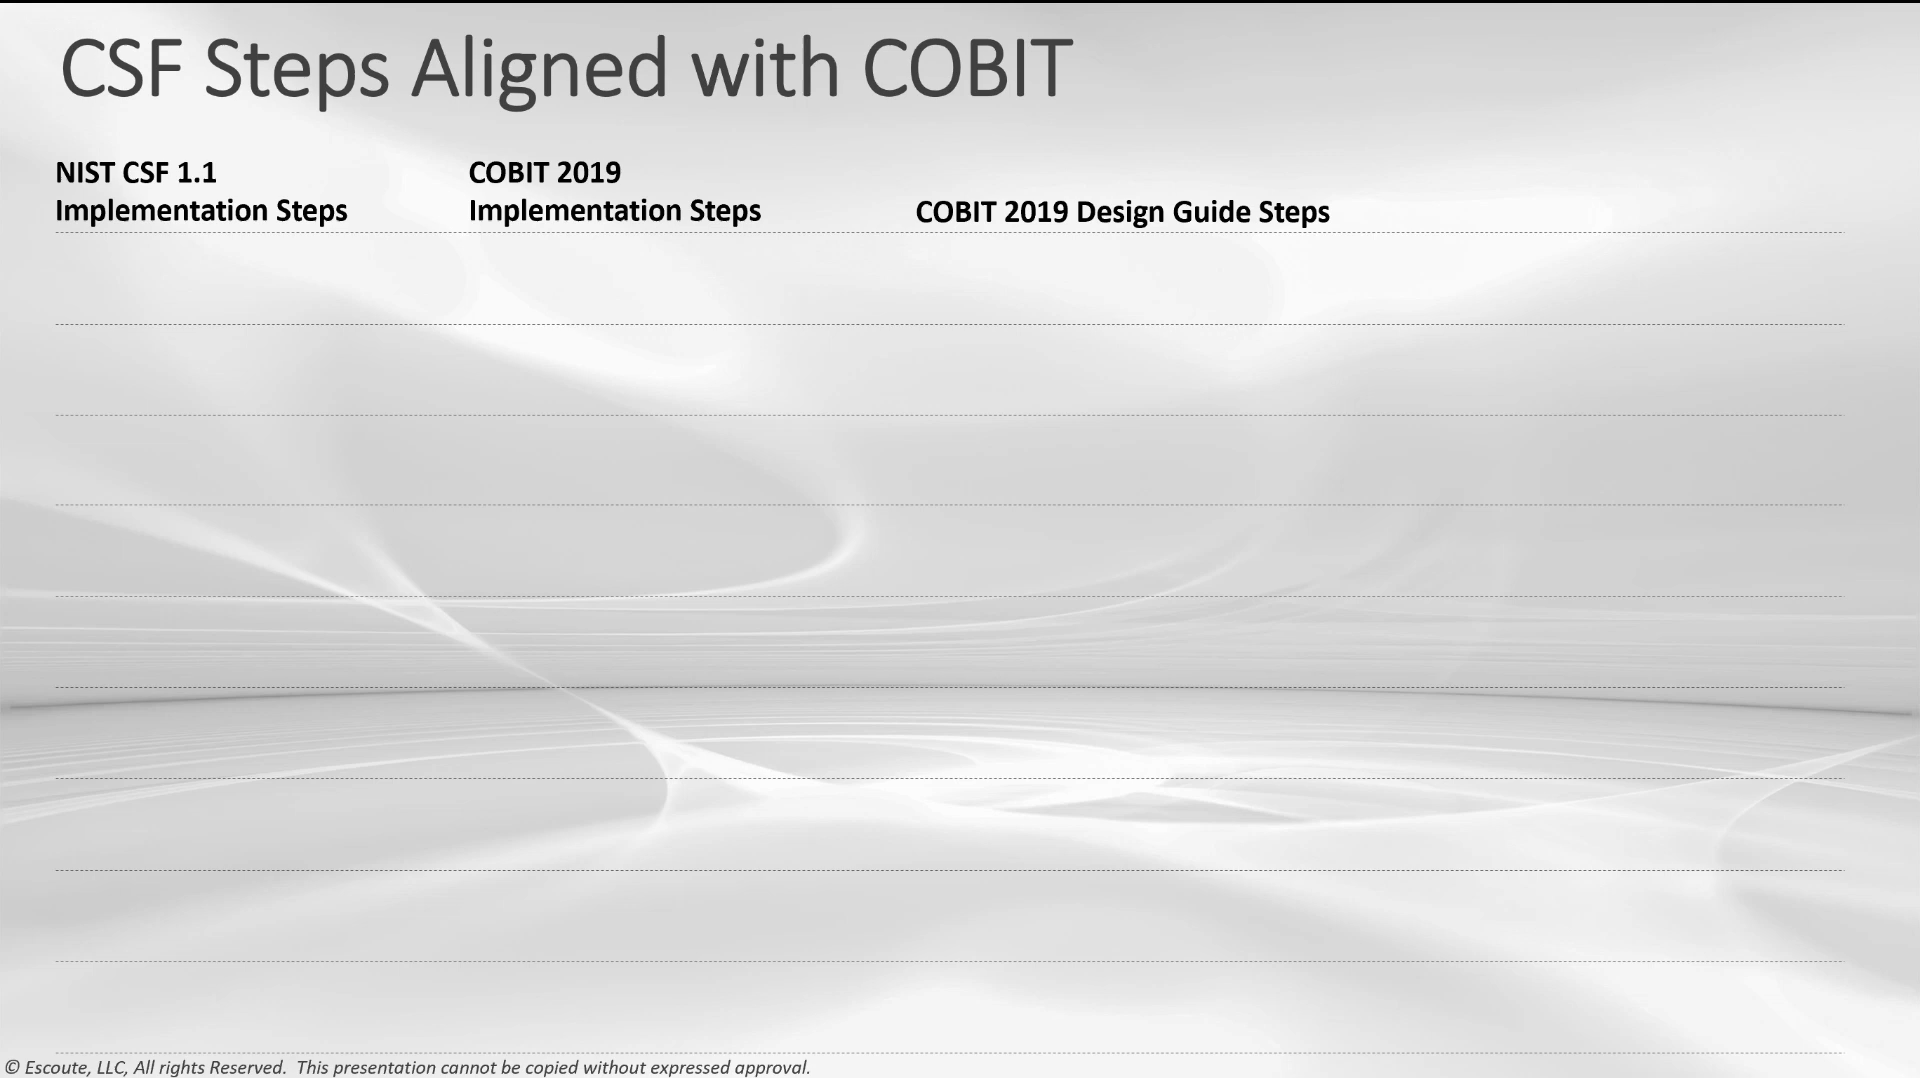 CSF Steps Aligned with COBIT
NIST CSF 1.1
Implementation Steps
COBIT 2019
Implementation Steps
COBIT 2019 Design Guide Steps
© Escoute, LLC, All rights Reserved.  This presentation cannot be copied without expressed approval.